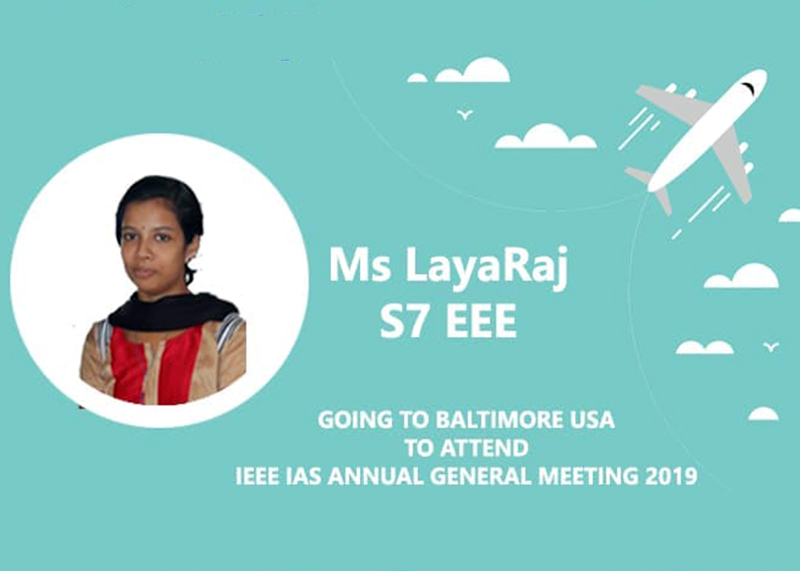 Ms LayaRaj
S7 EEE
GOING TO BALTIMORE USA
TO ATTEND
IEEE IAS ANNUAL GENERAL MEETING 2019